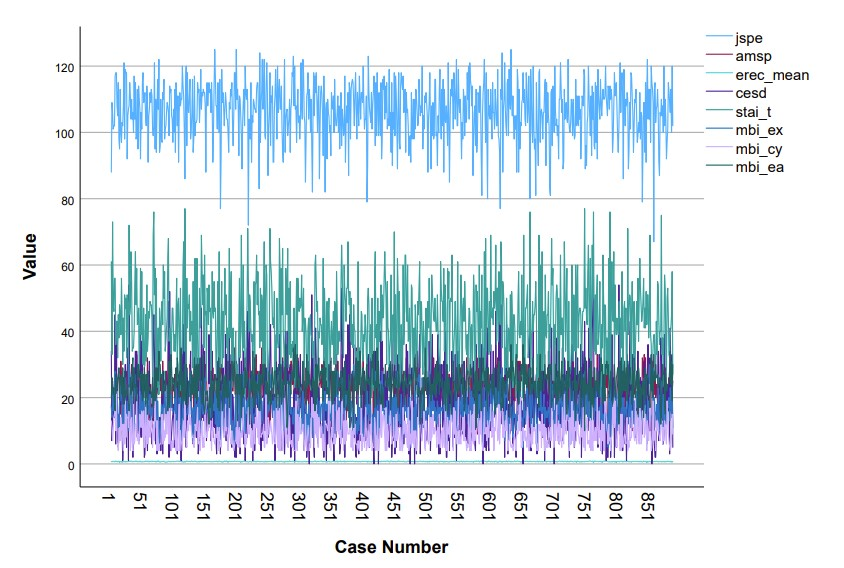 jspe
amsp
erec_mean
cesd
stai_t
mbi_ex
mbi_cy
mbi_ea
120
100
80
60
40
20
0
Value
1 51 101 151 201 251 301 351 401 451 501 551 601 651 701 751 801 851
Case Number